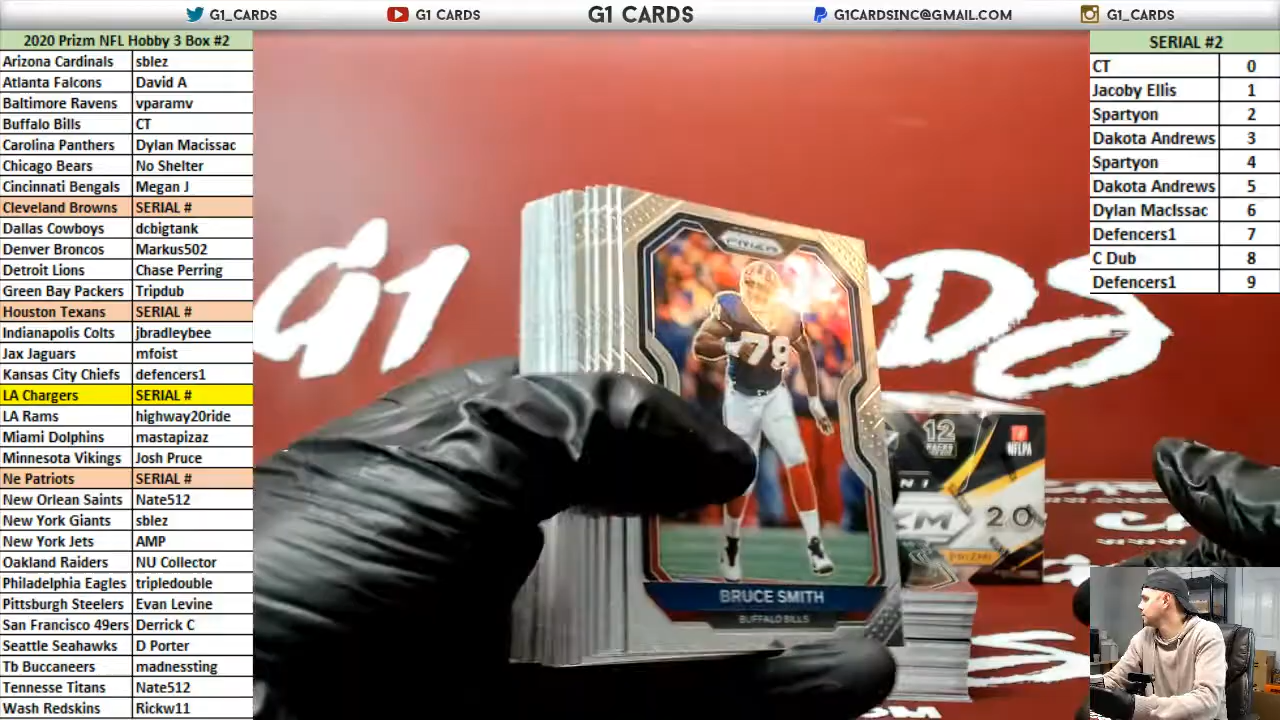 G1_CARDS
G1 CARDS
G1 CARDS
G1CARDSINC@GMAIL.COM
G1_CARDS
2020 Prizm NFL Hobby 3 Box #2
Arizona Cardinals sblez
Atlanta Falcons David A
Baltimore Ravens vparamv
Buffalo Bills CT
Carolina Panthers Dylan Macissac
Chicago Bears No Shelter
Cincinnati Bengals Megan J
Cleveland Browns SERIAL #
Dallas Cowboys dcbigtank
Denver Broncos Markus502
Detroit Lions Chase Perring
Green Bay Packers Tripdub
Houston Texans SERIAL #
Indianapolis Colts jbradleybee
Jax Jaguars mfoist
Kansas City Chiefs defencers1
LA Chargers SERIAL #
LA Rams highway20ride
Miami Dolphins mastapizaz
Minnesota Vikings Josh Pruce
Ne Patriots SERIAL #
New Orlean Saints Nate512
New York Giants sblez
New York Jets AMP
Oakland Raiders NU Collector
Philadelphia Eagles tripledouble
Pittsburgh Steelers Evan Levine
San Francisco 49ers Derrick C
Seattle Seahawks D Porter
Tb Buccaneers madnessting
Tennesse Titans Nate512
Wash Redskins Rickw11
SERIAL #2
CT 0
Jacoby Ellis 1
Spartyon 2
Dakota Andrews 3
Spartyon 4
Dakota Andrews 5
Dylan MacIssac 6
Defencers1 7
C Dub 8
Defencers1 9
PRIZM
78
BRUCE SMITH
BUFFALO BILLS
G1
RDS
12
NFLPA
20
PRIZM